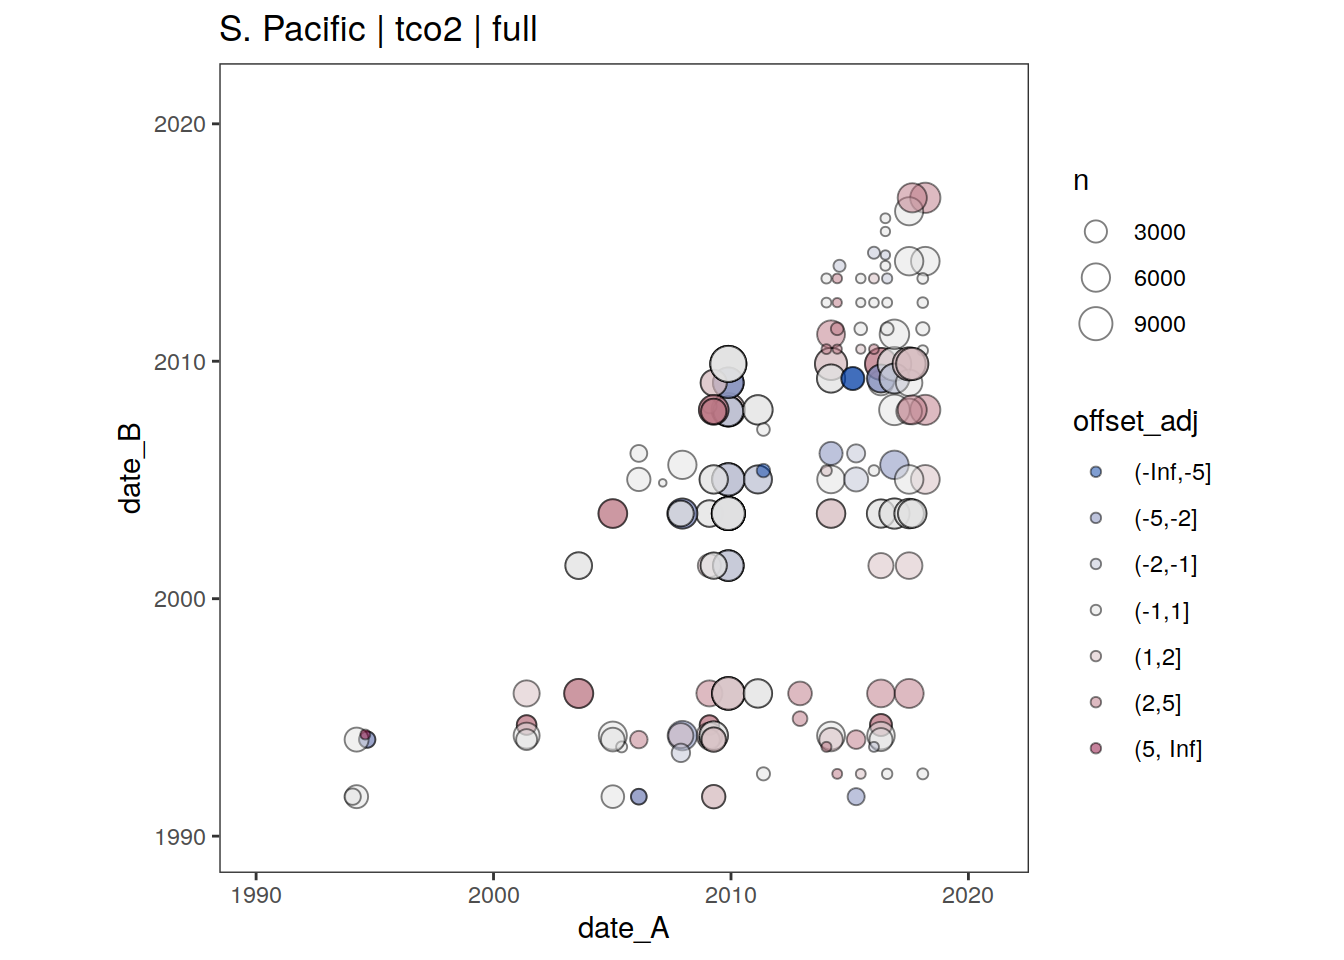 S. Pacific | tco2 | full
2020
2010
2000
1990
date_B
1990
2000
2010
2020
date_A
n
3000
6000
9000
offset_adj
(-Inf,-5]
(-5,-2]
(-2,-1]
(-1,1]
(1,2]
(2,5]
(5, Inf]